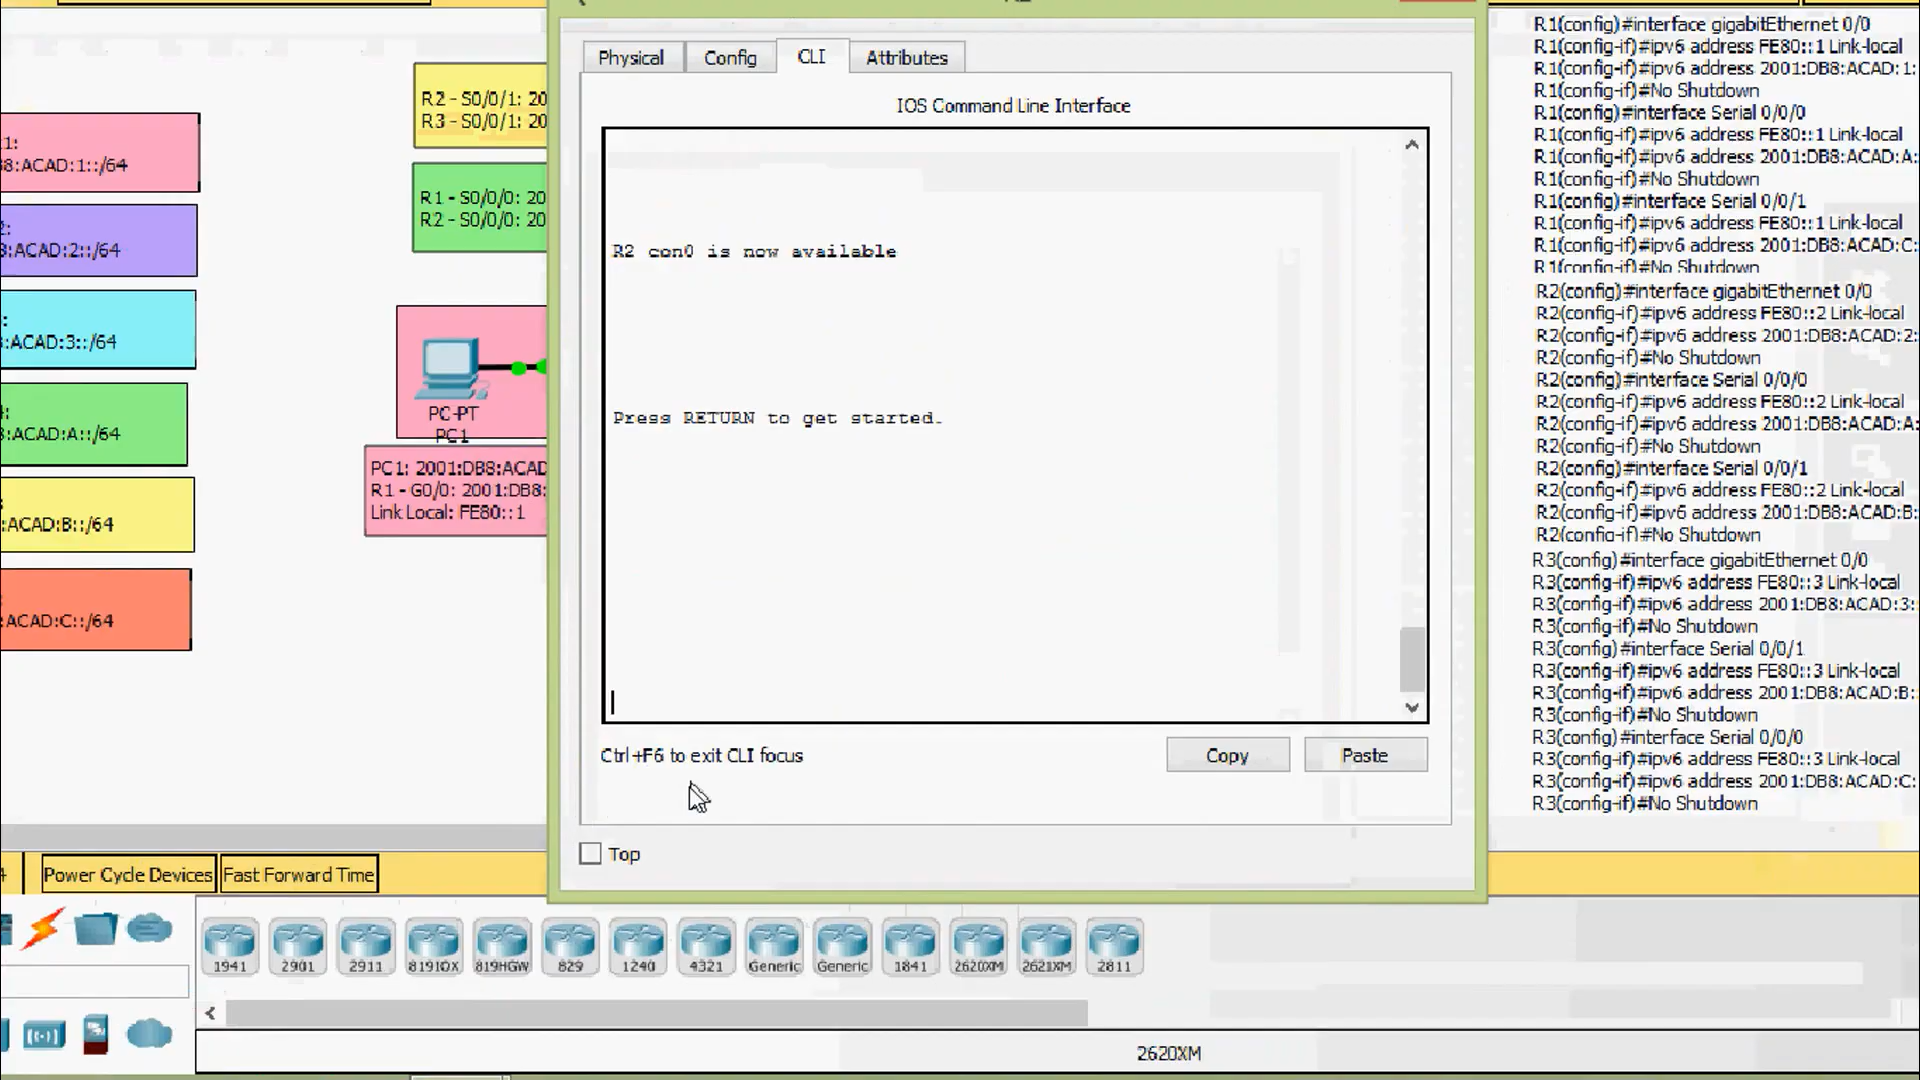 1:
B8:ACAD:1::/64
2:
B:ACAD:2::/64
:
:ACAD:3::/64
:
:ACAD:A::/64
:ACAD:B::/64
:ACAD:C::/64
R2 - S0/0/1: 20
R3 - S0/0/1: 20
R1 - S0/0/0: 20
R2 - S0/0/0: 20
PC-PT
PC1
PC1: 2001:DB8:ACAD
R1 - G0/0: 2001:DB8:
Link Local: FE80::1
Physical
Config
CLI
Attributes
IOS Command Line Interface
R2 con0 is now available
Press RETURN to get started.
Ctrl+F6 to exit CLI focus
Copy
Paste
Top
R1(config)#interface gigabitEthernet 0/0
R1(config-if)#ipv6 address FE80::1 Link-local
R1(config-if)#ipv6 address 2001:DB8:ACAD:1:
R1(config-if)#No Shutdown
R1(config)#interface Serial 0/0/0
R1(config-if)#ipv6 address FE80::1 Link-local
R1(config-if)#ipv6 address 2001:DB8:ACAD:A:
R1(config-if)#No Shutdown
R1(config)#interface Serial 0/0/1
R1(config-if)#ipv6 address FE80::1 Link-local
R1(config-if)#ipv6 address 2001:DB8:ACAD:C:
R1(config-if)#No Shutdown
R2(config)#interface gigabitEthernet 0/0
R2(config-if)#ipv6 address FE80::2 Link-local
R2(config-if)#ipv6 address 2001:DB8:ACAD:2:
R2(config-if)#No Shutdown
R2(config)#interface Serial 0/0/0
R2(config-if)#ipv6 address FE80::2 Link-local
R2(config-if)#ipv6 address 2001:DB8:ACAD:A:
R2(config-if)#No Shutdown
R2(config)#interface Serial 0/0/1
R2(config-if)#ipv6 address FE80::2 Link-local
R2(config-if)#ipv6 address 2001:DB8:ACAD:B:
R2(config-if)#No Shutdown
R3(config)#interface gigabitEthernet 0/0
R3(config-if)#ipv6 address FE80::3 Link-local
R3(config-if)#ipv6 address 2001:DB8:ACAD:3:
R3(config-if)#No Shutdown
R3(config)#interface Serial 0/0/1
R3(config-if)#ipv6 address FE80::3 Link-local
R3(config-if)#ipv6 address 2001:DB8:ACAD:B:
R3(config-if)#No Shutdown
R3(config)#interface Serial 0/0/0
R3(config-if)#ipv6 address FE80::3 Link-local
R3(config-if)#ipv6 address 2001:DB8:ACAD:C:
R3(config-if)#No Shutdown
Power Cycle Devices
Fast Forward Time
1941
2901
2911
819IOX
819HGW
829
1240
4321
Generic
Generic
1841
2620XM
2621XM
2811
2620XM